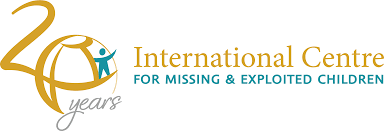 20 years
International Centre
FOR MISSING & EXPLOITED CHILDREN